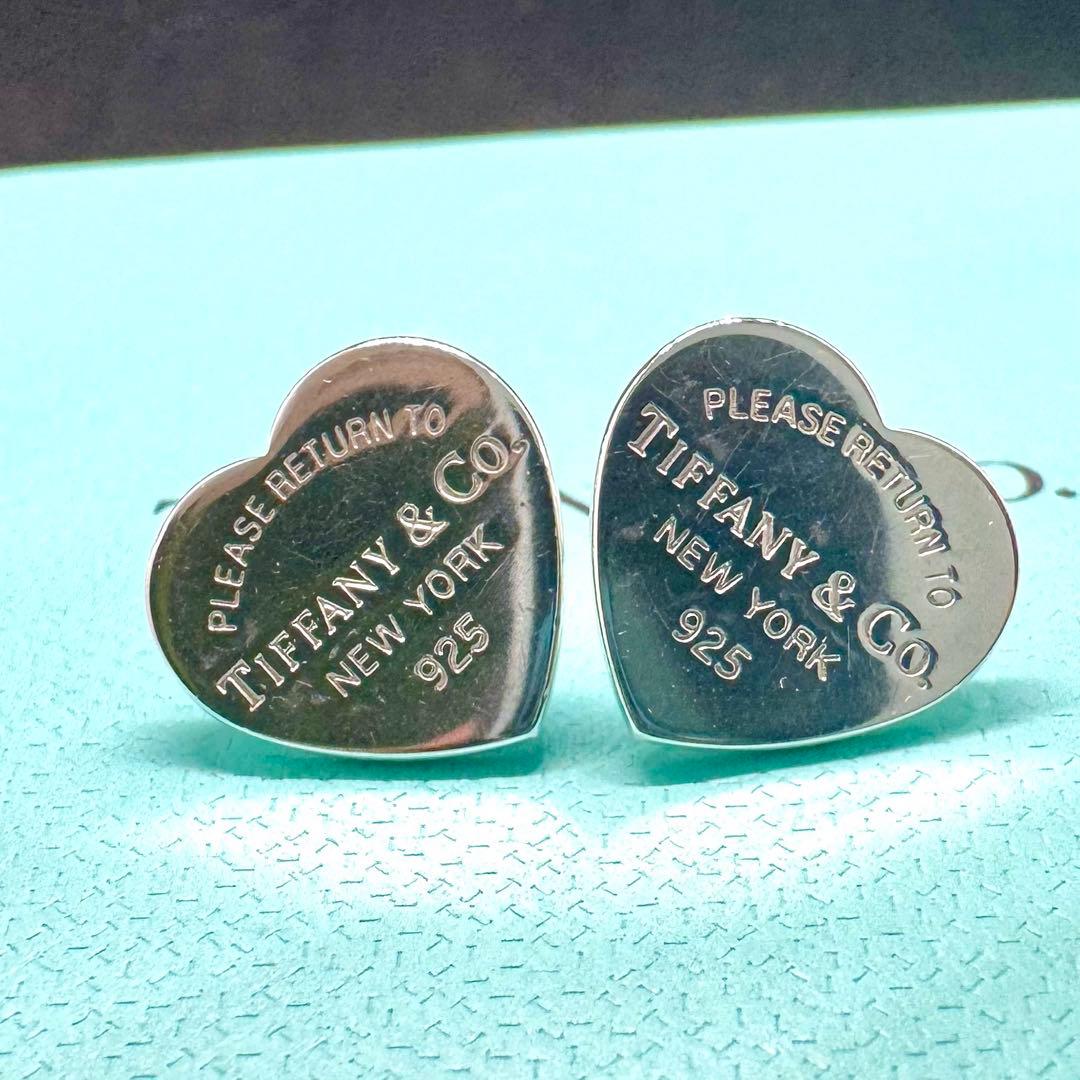 PLEASE RETURN TO
TIFFANY & CO.
NEW YORK
925
PLEASE RETURN TO
TIFFANY & CO.
NEW YORK
925